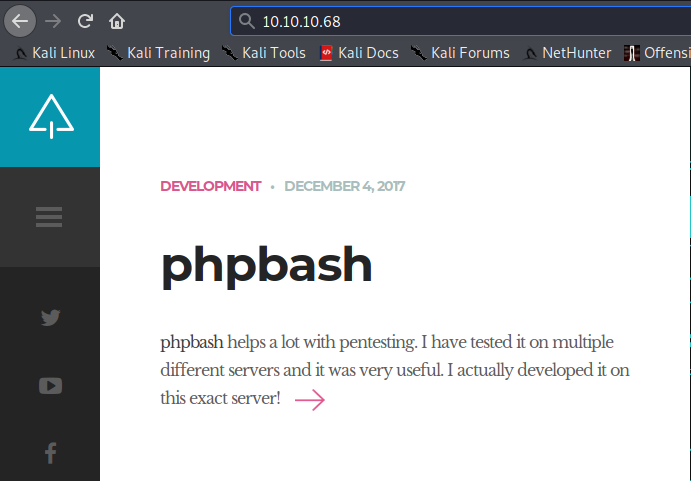 10.10.10.68
Kali Linux Kali Training Kali Tools Kali Docs Kali Forums NetHunter Offensi
DEVELOPMENT • DECEMBER 4, 2017
phpbash
phpbash helps a lot with pentesting. I have tested it on multiple
different servers and it was very useful. I actually developed it on
this exact server!